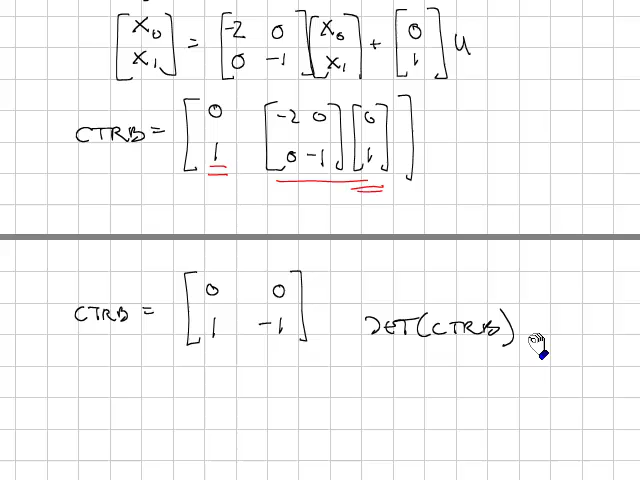 [X₀ X₁] = [-2 0 0 -1] [X₀ X₁] + [0 1] U
CTRB = [0 1 [-2 0 0 -1] [0 1]]
CTRB = [0 0 1 -1] DET(CTRB)